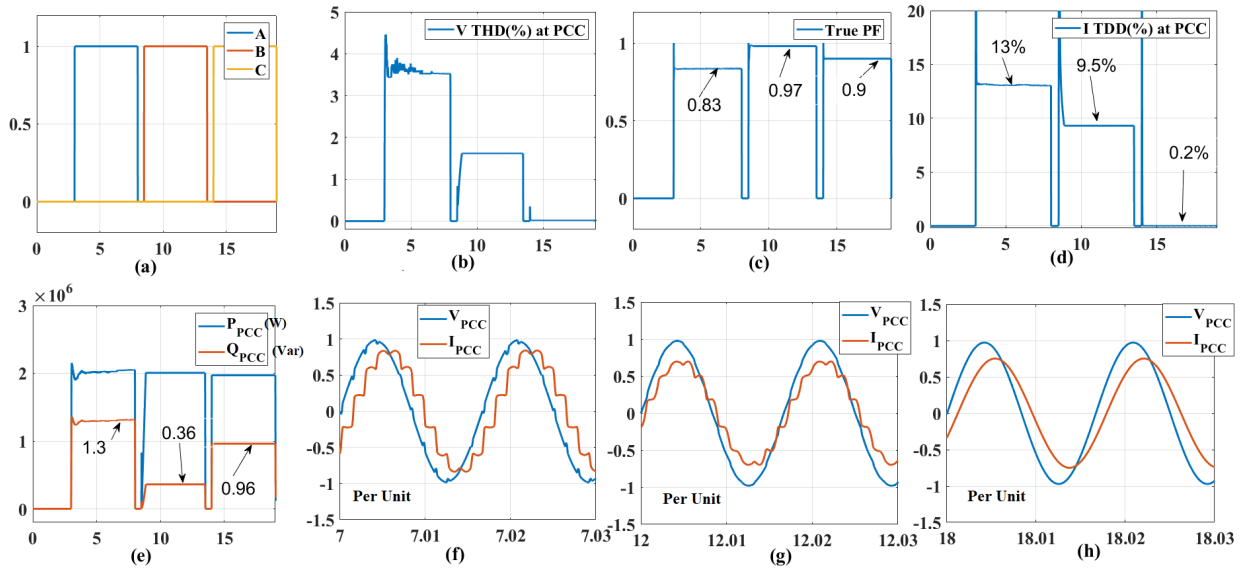 1
0.5
0
0 5 10 15
A
B
C
(a)
5
4
3
2
1
0
0 5 10 15
V THD(%) at PCC
(b)
1
0.5
0
0 5 10 15
True PF
0.83
0.97
0.9
(c)
20
15
10
5
0
0 5 10 15
I TDD(%) at PCC
13%
9.5%
0.2%
(d)
×10⁶
3
2
1
0
0 5 10 15
P_PCC (W)
Q_PCC (Var)
1.3
0.36
0.96
(e)
1.5
1
0.5
0
-0.5
-1
-1.5
7 7.01 7.02 7.03
V_PCC
I_PCC
Per Unit
(f)
1.5
1
0.5
0
-0.5
-1
-1.5
12 12.01 12.02 12.03
V_PCC
I_PCC
Per Unit
(g)
1.5
1
0.5
0
-0.5
-1
-1.5
18 18.01 18.02 18.03
V_PCC
I_PCC
Per Unit
(h)